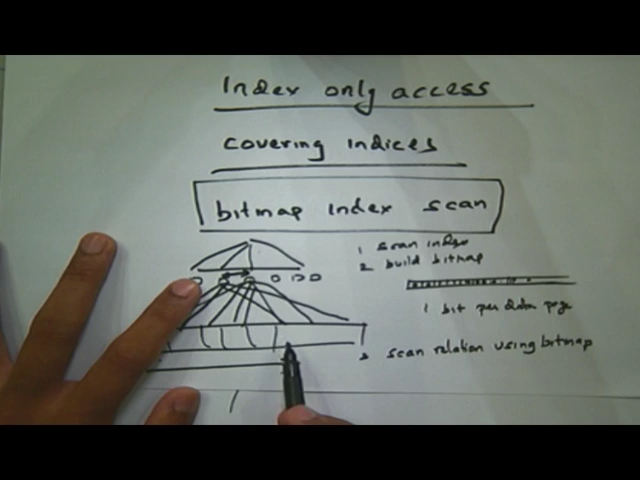 Index only access
covering indices
bitmap index scan
1 scan index
2 build bitmap
1 bit per data page
3 scan relation using bitmap